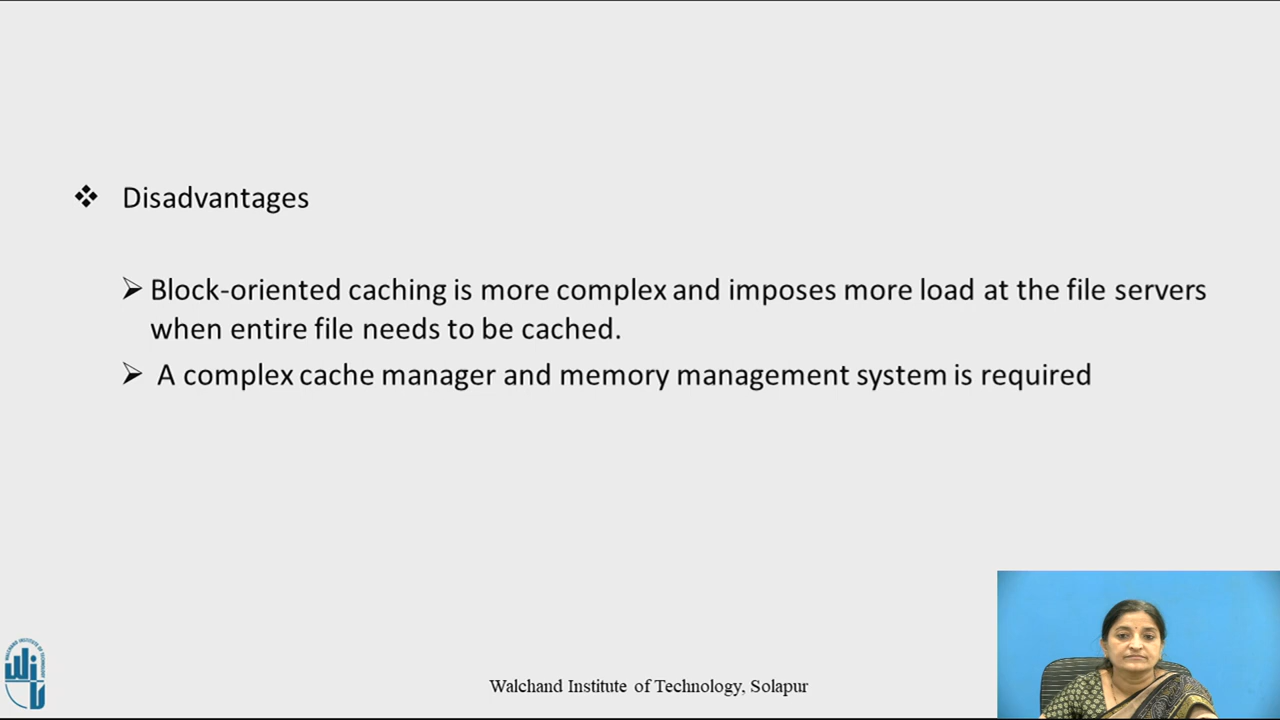 Disadvantages
Block-oriented caching is more complex and imposes more load at the file servers
when entire file needs to be cached.
A complex cache manager and memory management system is required
Walchand Institute of Technology, Solapur